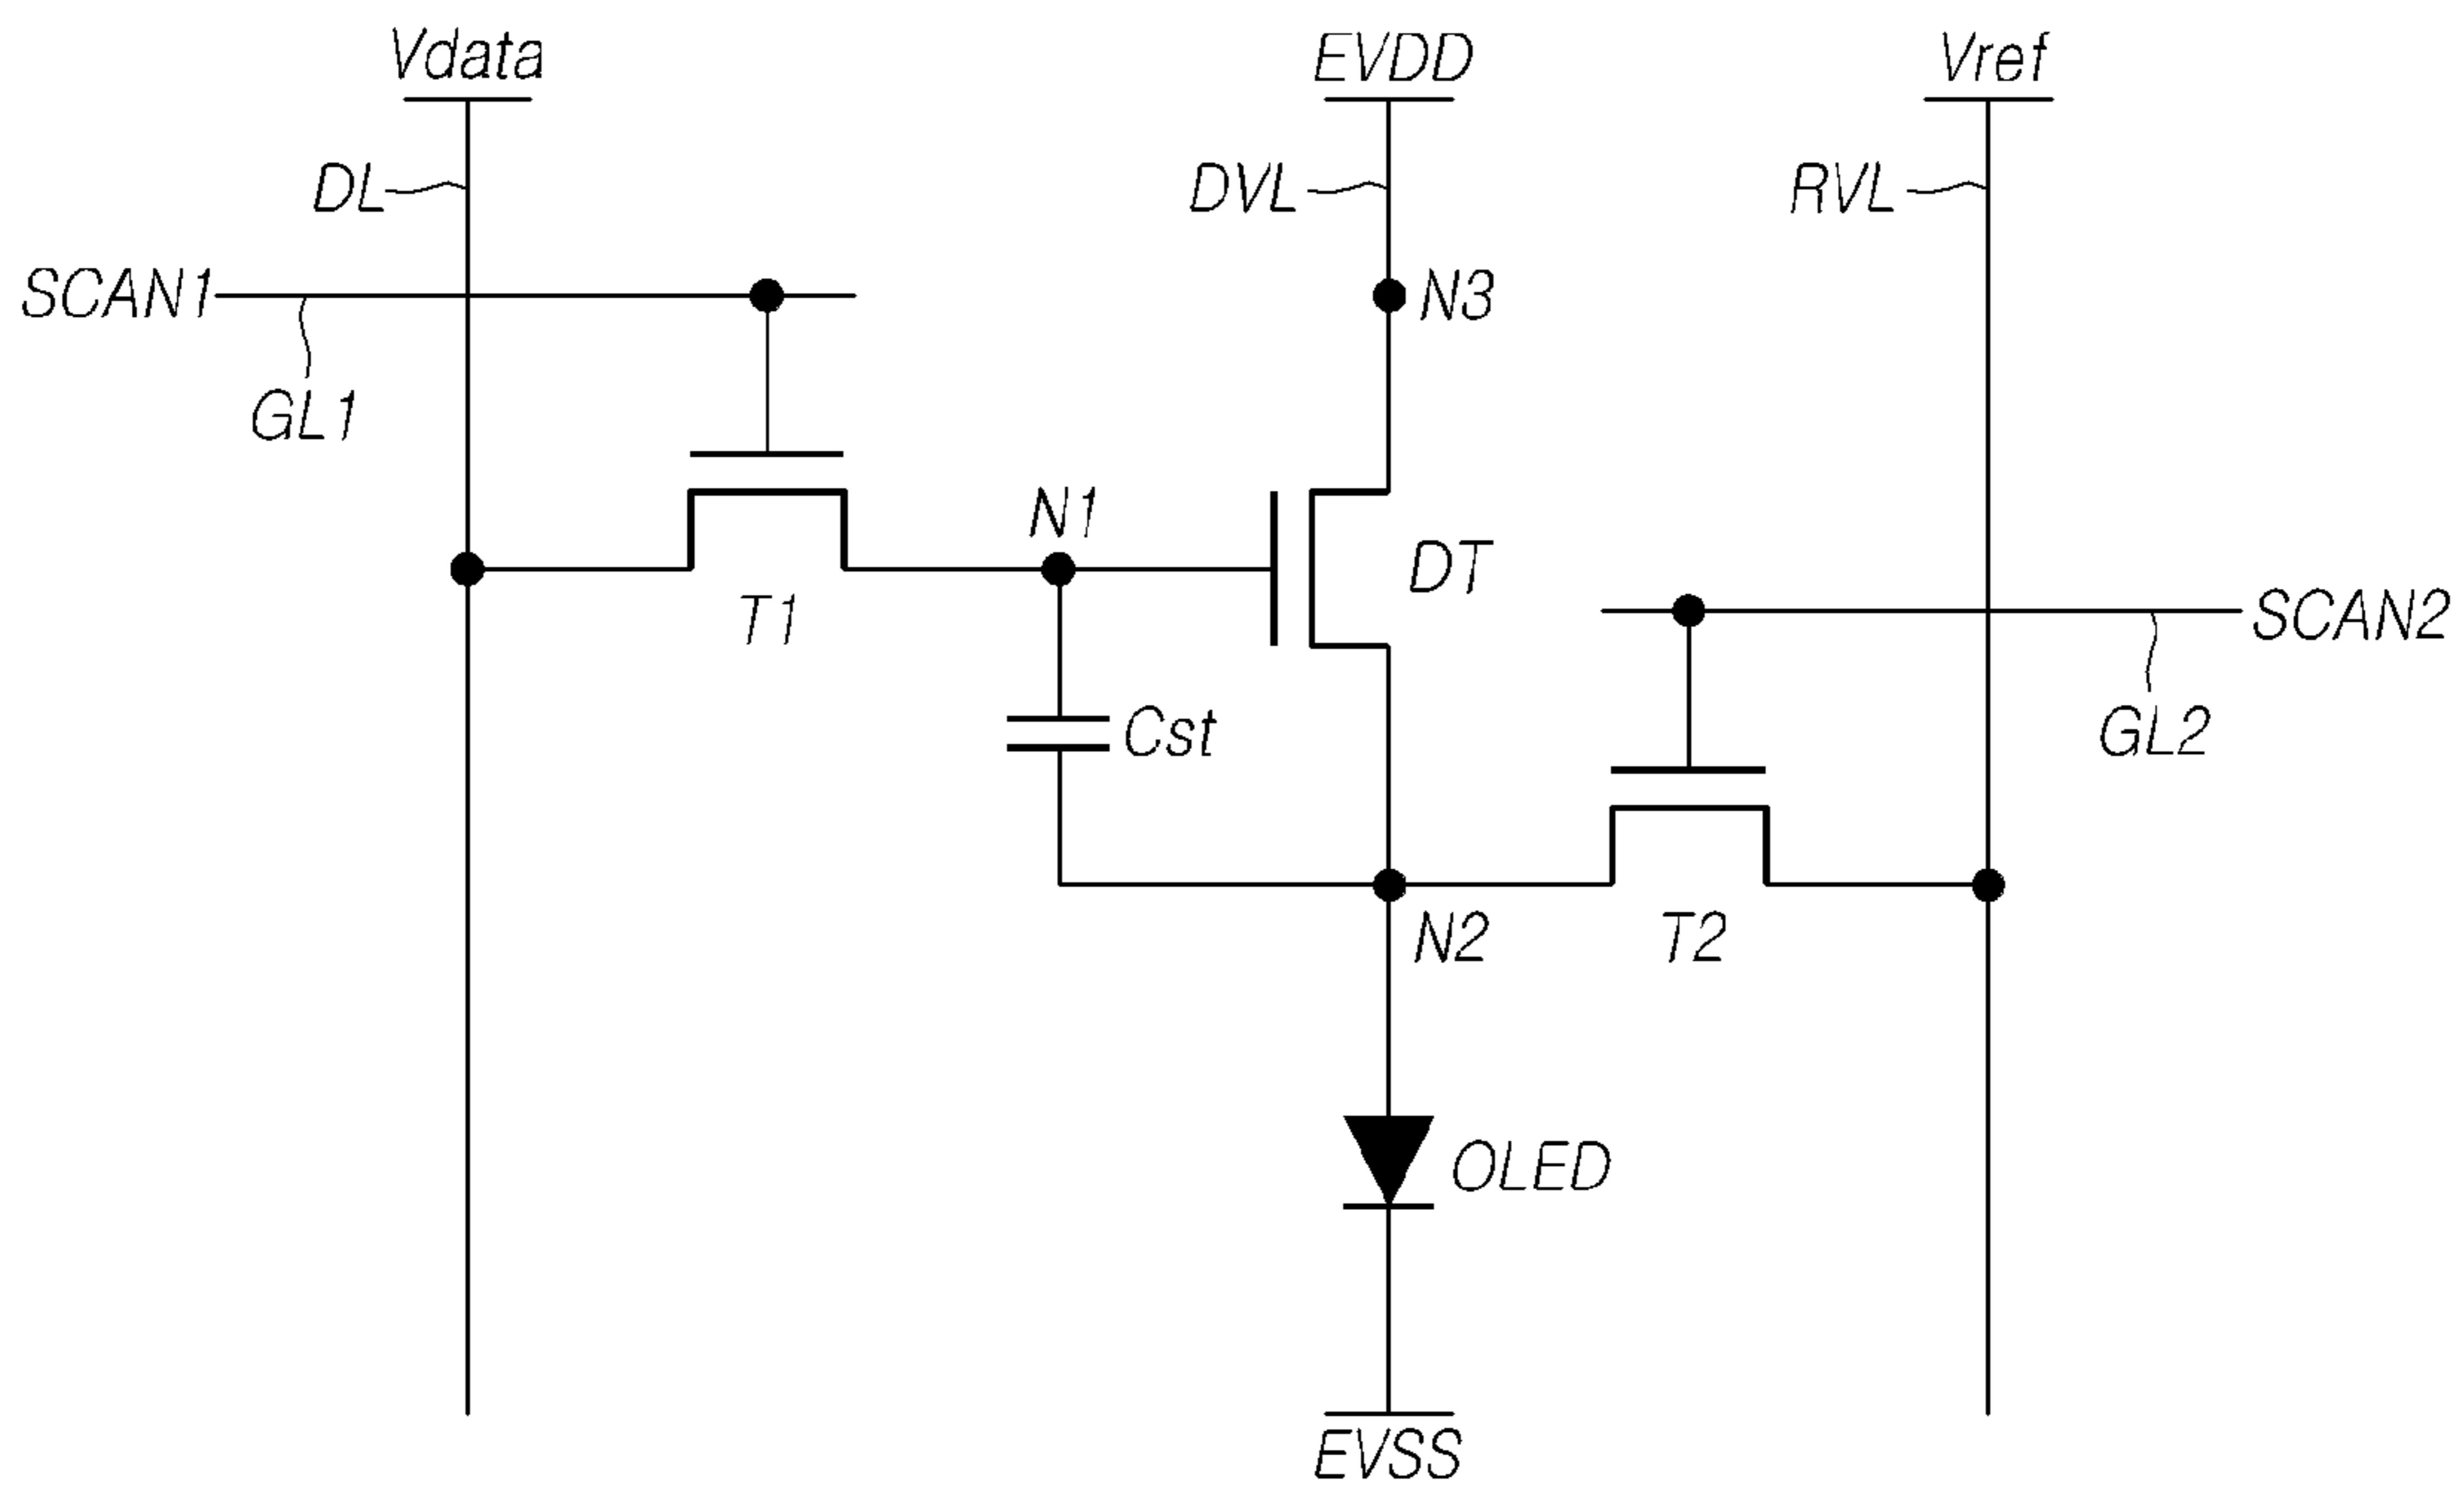 Vdata EVDD Vref
DL DVL RVL
SCAN1 N3
GL1
N1
DT
T1 SCAN2
Cst GL2
N2 T2
OLED
EVSS